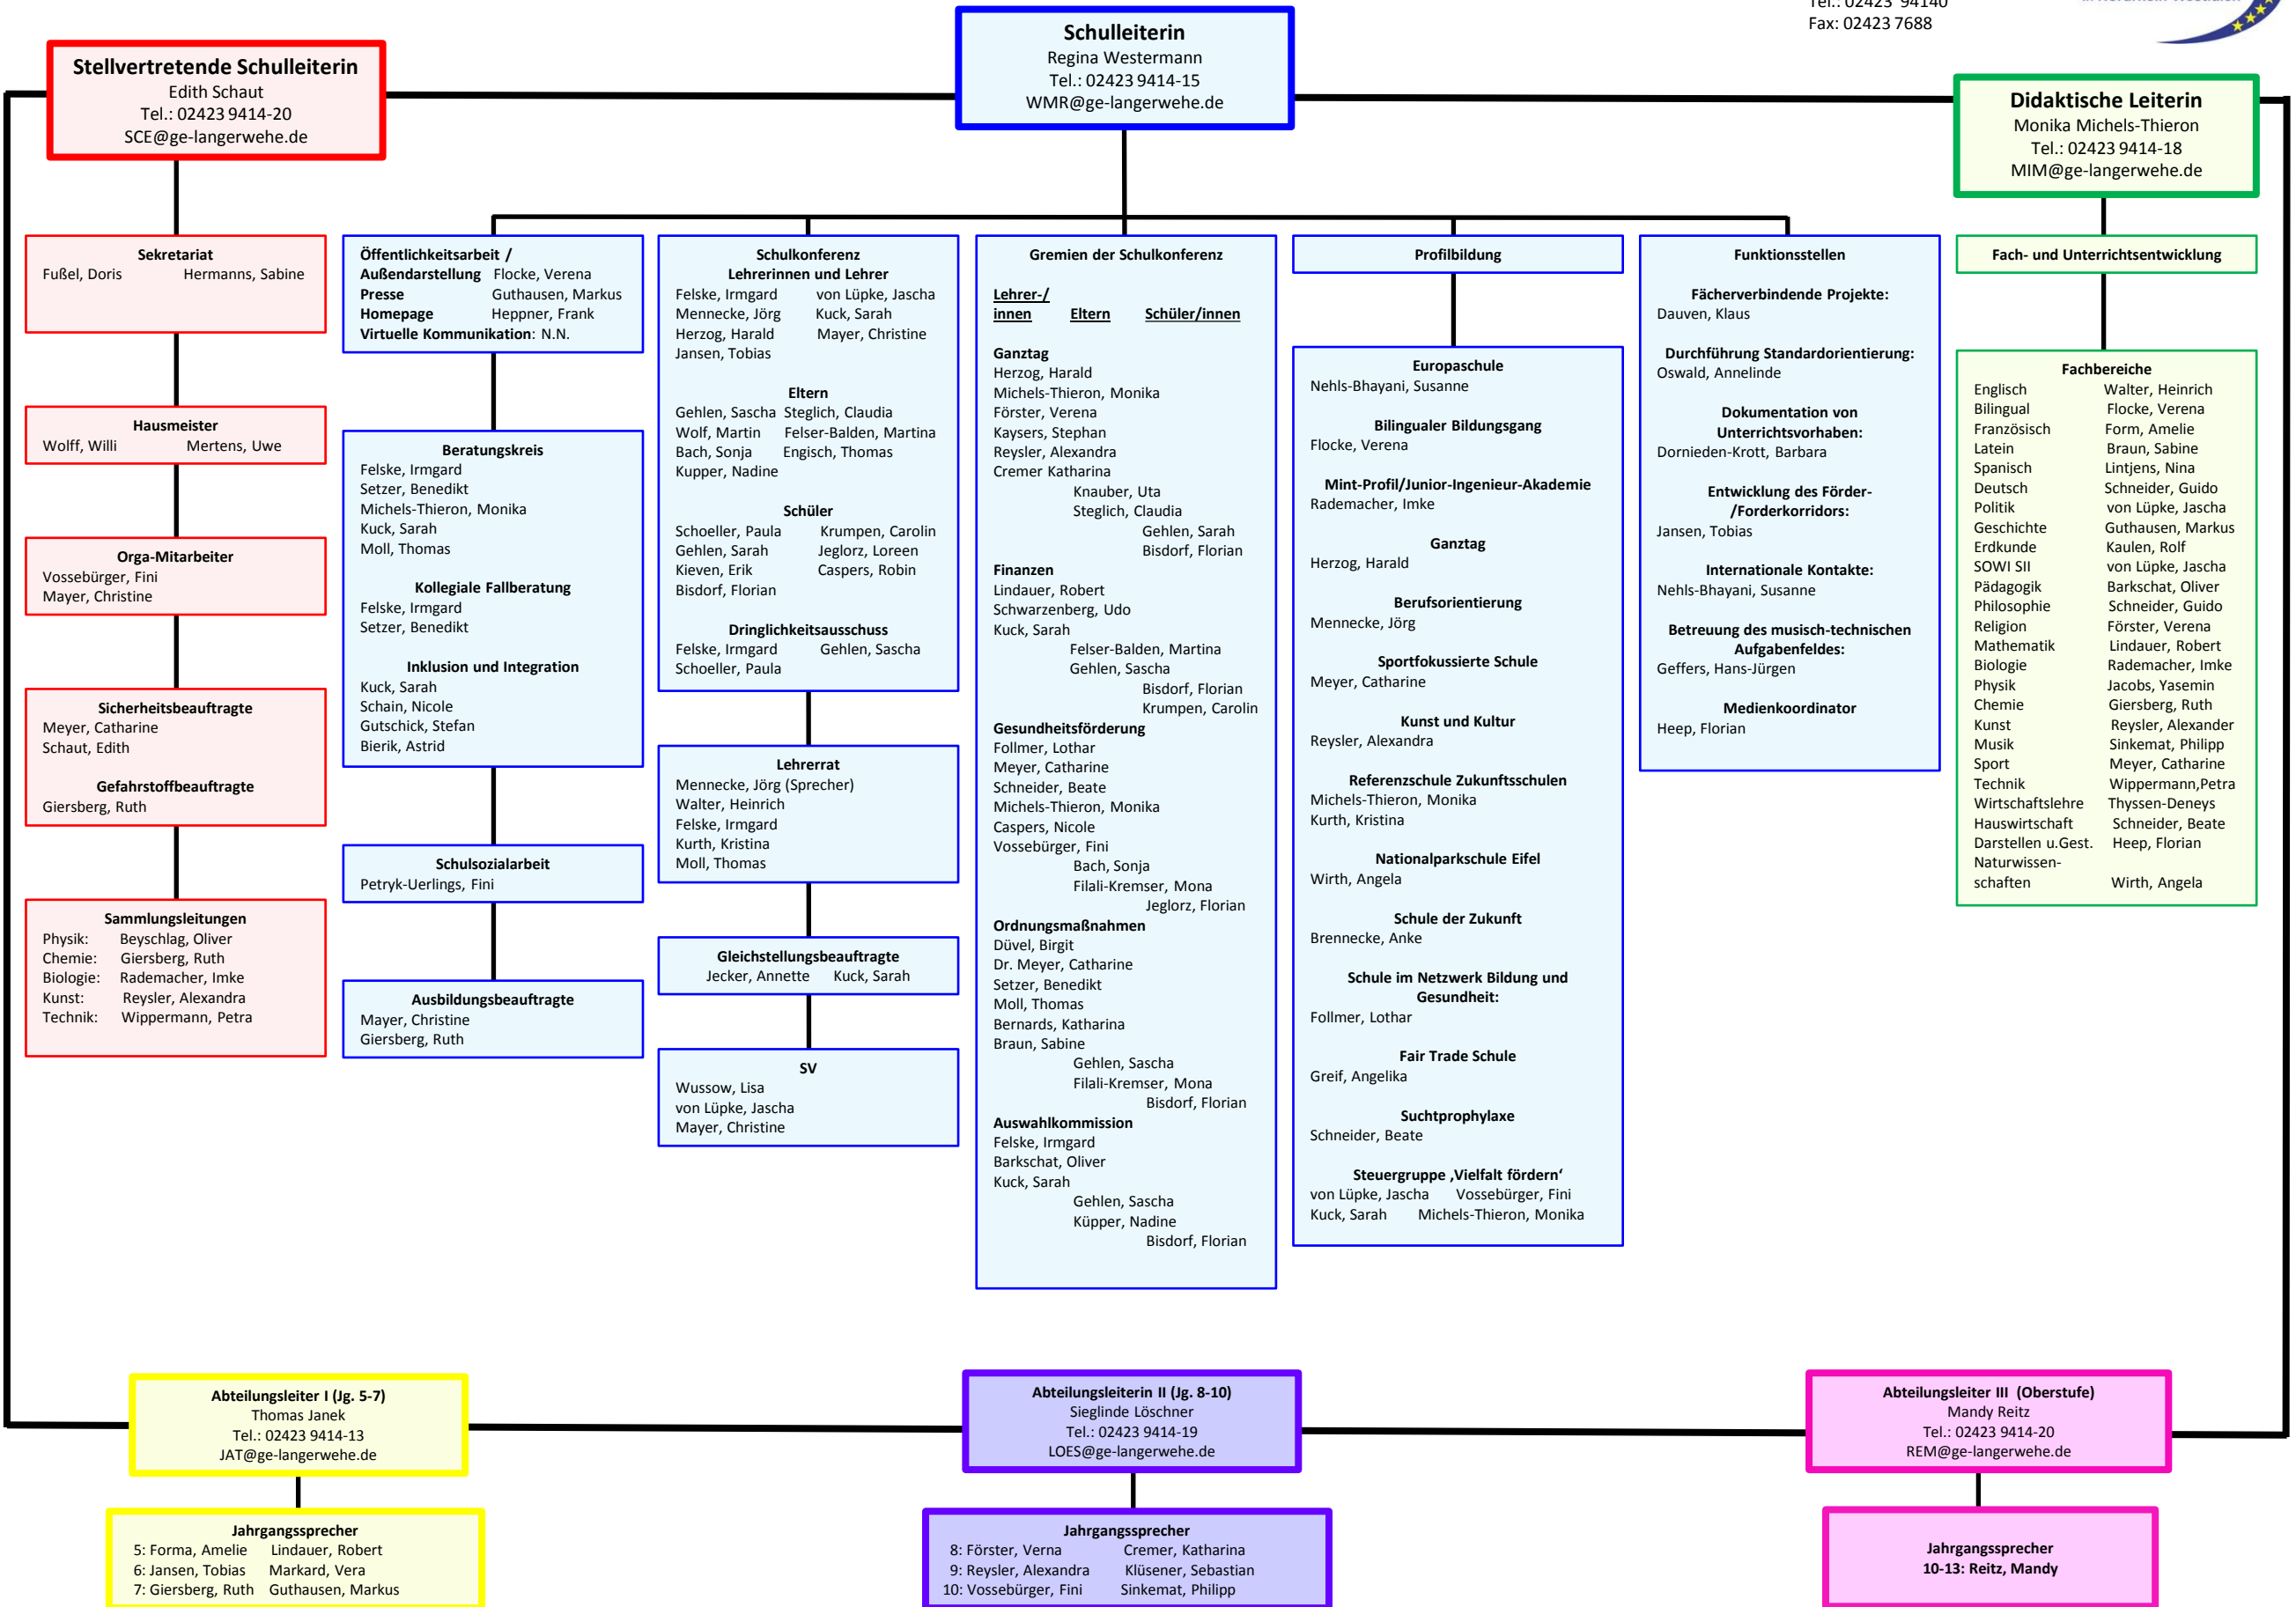 Tel.: 02423 94140
Fax: 02423 7688
Schulleiterin
Regina Westermann
Tel.: 02423 9414-15
WMR@ge-langerwehe.de
Stellvertretende Schulleiterin
Edith Schaut
Tel.: 02423 9414-20
SCE@ge-langerwehe.de
Didaktische Leiterin
Monika Michels-Thieron
Tel.: 02423 9414-18
MIM@ge-langerwehe.de
Sekretariat
Fußel, Doris Hermanns, Sabine
Hausmeister
Wolff, Willi Mertens, Uwe
Orga-Mitarbeiter
Vossebürger, Fini
Mayer, Christine
Sicherheitsbeauftragte
Meyer, Catharine
Schaut, Edith
Gefahrstoffbeauftragte
Giersberg, Ruth
Sammlungsleitungen
Physik: Beyschlag, Oliver
Chemie: Giersberg, Ruth
Biologie: Rademacher, Imke
Kunst: Reysler, Alexandra
Technik: Wippermann, Petra
Öffentlichkeitsarbeit /
Außendarstellung Flocke, Verena
Presse Guthausen, Markus
Homepage Heppner, Frank
Virtuelle Kommunikation: N.N.
Beratungskreis
Felske, Irmgard
Setzer, Benedikt
Michels-Thieron, Monika
Kuck, Sarah
Moll, Thomas
Kollegiale Fallberatung
Felske, Irmgard
Setzer, Benedikt
Inklusion und Integration
Kuck, Sarah
Schain, Nicole
Gutschick, Stefan
Bierik, Astrid
Schulsozialarbeit
Petryk-Uerlings, Fini
Ausbildungsbeauftragte
Mayer, Christine
Giersberg, Ruth
Schulkonferenz
Lehrerinnen und Lehrer
Felske, Irmgard von Lüpke, Jascha
Mennecke, Jörg Kuck, Sarah
Herzog, Harald Mayer, Christine
Jansen, Tobias
Eltern
Gehlen, Sascha Steglich, Claudia
Wolf, Martin Felser-Balden, Martina
Bach, Sonja Engisch, Thomas
Kupper, Nadine
Schüler
Schoeller, Paula Krumpen, Carolin
Gehlen, Sarah Jeglorz, Loreen
Kieven, Erik Caspers, Robin
Bisdorf, Florian
Dringlichkeitsausschuss
Felske, Irmgard Gehlen, Sascha
Schoeller, Paula
Lehrerrat
Mennecke, Jörg (Sprecher)
Walter, Heinrich
Felske, Irmgard
Kurth, Kristina
Moll, Thomas
Gleichstellungsbeauftragte
Jecker, Annette Kuck, Sarah
SV
Wussow, Lisa
von Lüpke, Jascha
Mayer, Christine
Gremien der Schulkonferenz
Lehrer-/
innen Eltern Schüler/innen
Ganztag
Herzog, Harald
Michels-Thieron, Monika
Förster, Verena
Kaysers, Stephan
Reysler, Alexandra
Cremer Katharina
Knauber, Uta
Steglich, Claudia
Gehlen, Sarah
Bisdorf, Florian
Finanzen
Lindauer, Robert
Schwarzenberg, Udo
Kuck, Sarah
Felser-Balden, Martina
Gehlen, Sascha
Bisdorf, Florian
Krumpen, Carolin
Gesundheitsförderung
Follmer, Lothar
Meyer, Catharine
Schneider, Beate
Michels-Thieron, Monika
Caspers, Nicole
Vossebürger, Fini
Bach, Sonja
Filali-Kremser, Mona
Jeglorz, Florian
Ordnungsmaßnahmen
Düvel, Birgit
Dr. Meyer, Catharine
Setzer, Benedikt
Moll, Thomas
Bernards, Katharina
Braun, Sabine
Gehlen, Sascha
Filali-Kremser, Mona
Bisdorf, Florian
Auswahlkommission
Felske, Irmgard
Barkschat, Oliver
Kuck, Sarah
Gehlen, Sascha
Küpper, Nadine
Bisdorf, Florian
Profilbildung
Europaschule
Nehls-Bhayani, Susanne
Bilingualer Bildungsgang
Flocke, Verena
Mint-Profil/Junior-Ingenieur-Akademie
Rademacher, Imke
Ganztag
Herzog, Harald
Berufsorientierung
Mennecke, Jörg
Sportfokussierte Schule
Meyer, Catharine
Kunst und Kultur
Reysler, Alexandra
Referenzschule Zukunftsschulen
Michels-Thieron, Monika
Kurth, Kristina
Nationalparkschule Eifel
Wirth, Angela
Schule der Zukunft
Brennecke, Anke
Schule im Netzwerk Bildung und
Gesundheit:
Follmer, Lothar
Fair Trade Schule
Greif, Angelika
Suchtprophylaxe
Schneider, Beate
Steuergruppe ‚Vielfalt fördern‘
von Lüpke, Jascha Vossebürger, Fini
Kuck, Sarah Michels-Thieron, Monika
Funktionsstellen
Fächerverbindende Projekte:
Dauven, Klaus
Durchführung Standardorientierung:
Oswald, Annelinde
Dokumentation von
Unterrichtsvorhaben:
Dornieden-Krott, Barbara
Entwicklung des Förder-
/Forderkorridors:
Jansen, Tobias
Internationale Kontakte:
Nehls-Bhayani, Susanne
Betreuung des musisch-technischen
Aufgabenfeldes:
Geffers, Hans-Jürgen
Medienkoordinator
Heep, Florian
Fach- und Unterrichtsentwicklung
Fachbereiche
Englisch Walter, Heinrich
Bilingual Flocke, Verena
Französisch Form, Amelie
Latein Braun, Sabine
Spanisch Lintjens, Nina
Deutsch Schneider, Guido
Politik von Lüpke, Jascha
Geschichte Guthausen, Markus
Erdkunde Kaulen, Rolf
SOWI SII von Lüpke, Jascha
Pädagogik Barkschat, Oliver
Philosophie Schneider, Guido
Religion Förster, Verena
Mathematik Lindauer, Robert
Biologie Rademacher, Imke
Physik Jacobs, Yasemin
Chemie Giersberg, Ruth
Kunst Reysler, Alexander
Musik Sinkemat, Philipp
Sport Meyer, Catharine
Technik Wippermann,Petra
Wirtschaftslehre Thyssen-Deneys
Hauswirtschaft Schneider, Beate
Darstellen u.Gest. Heep, Florian
Naturwissen-
schaften Wirth, Angela
Abteilungsleiter I (Jg. 5-7)
Thomas Janek
Tel.: 02423 9414-13
JAT@ge-langerwehe.de
Jahrgangssprecher
5: Forma, Amelie Lindauer, Robert
6: Jansen, Tobias Markard, Vera
7: Giersberg, Ruth Guthausen, Markus
Abteilungsleiterin II (Jg. 8-10)
Sieglinde Löschner
Tel.: 02423 9414-19
LOES@ge-langerwehe.de
Jahrgangssprecher
8: Förster, Verna Cremer, Katharina
9: Reysler, Alexandra Klüsener, Sebastian
10: Vossebürger, Fini Sinkemat, Philipp
Abteilungsleiter III (Oberstufe)
Mandy Reitz
Tel.: 02423 9414-20
REM@ge-langerwehe.de
Jahrgangssprecher
10-13: Reitz, Mandy